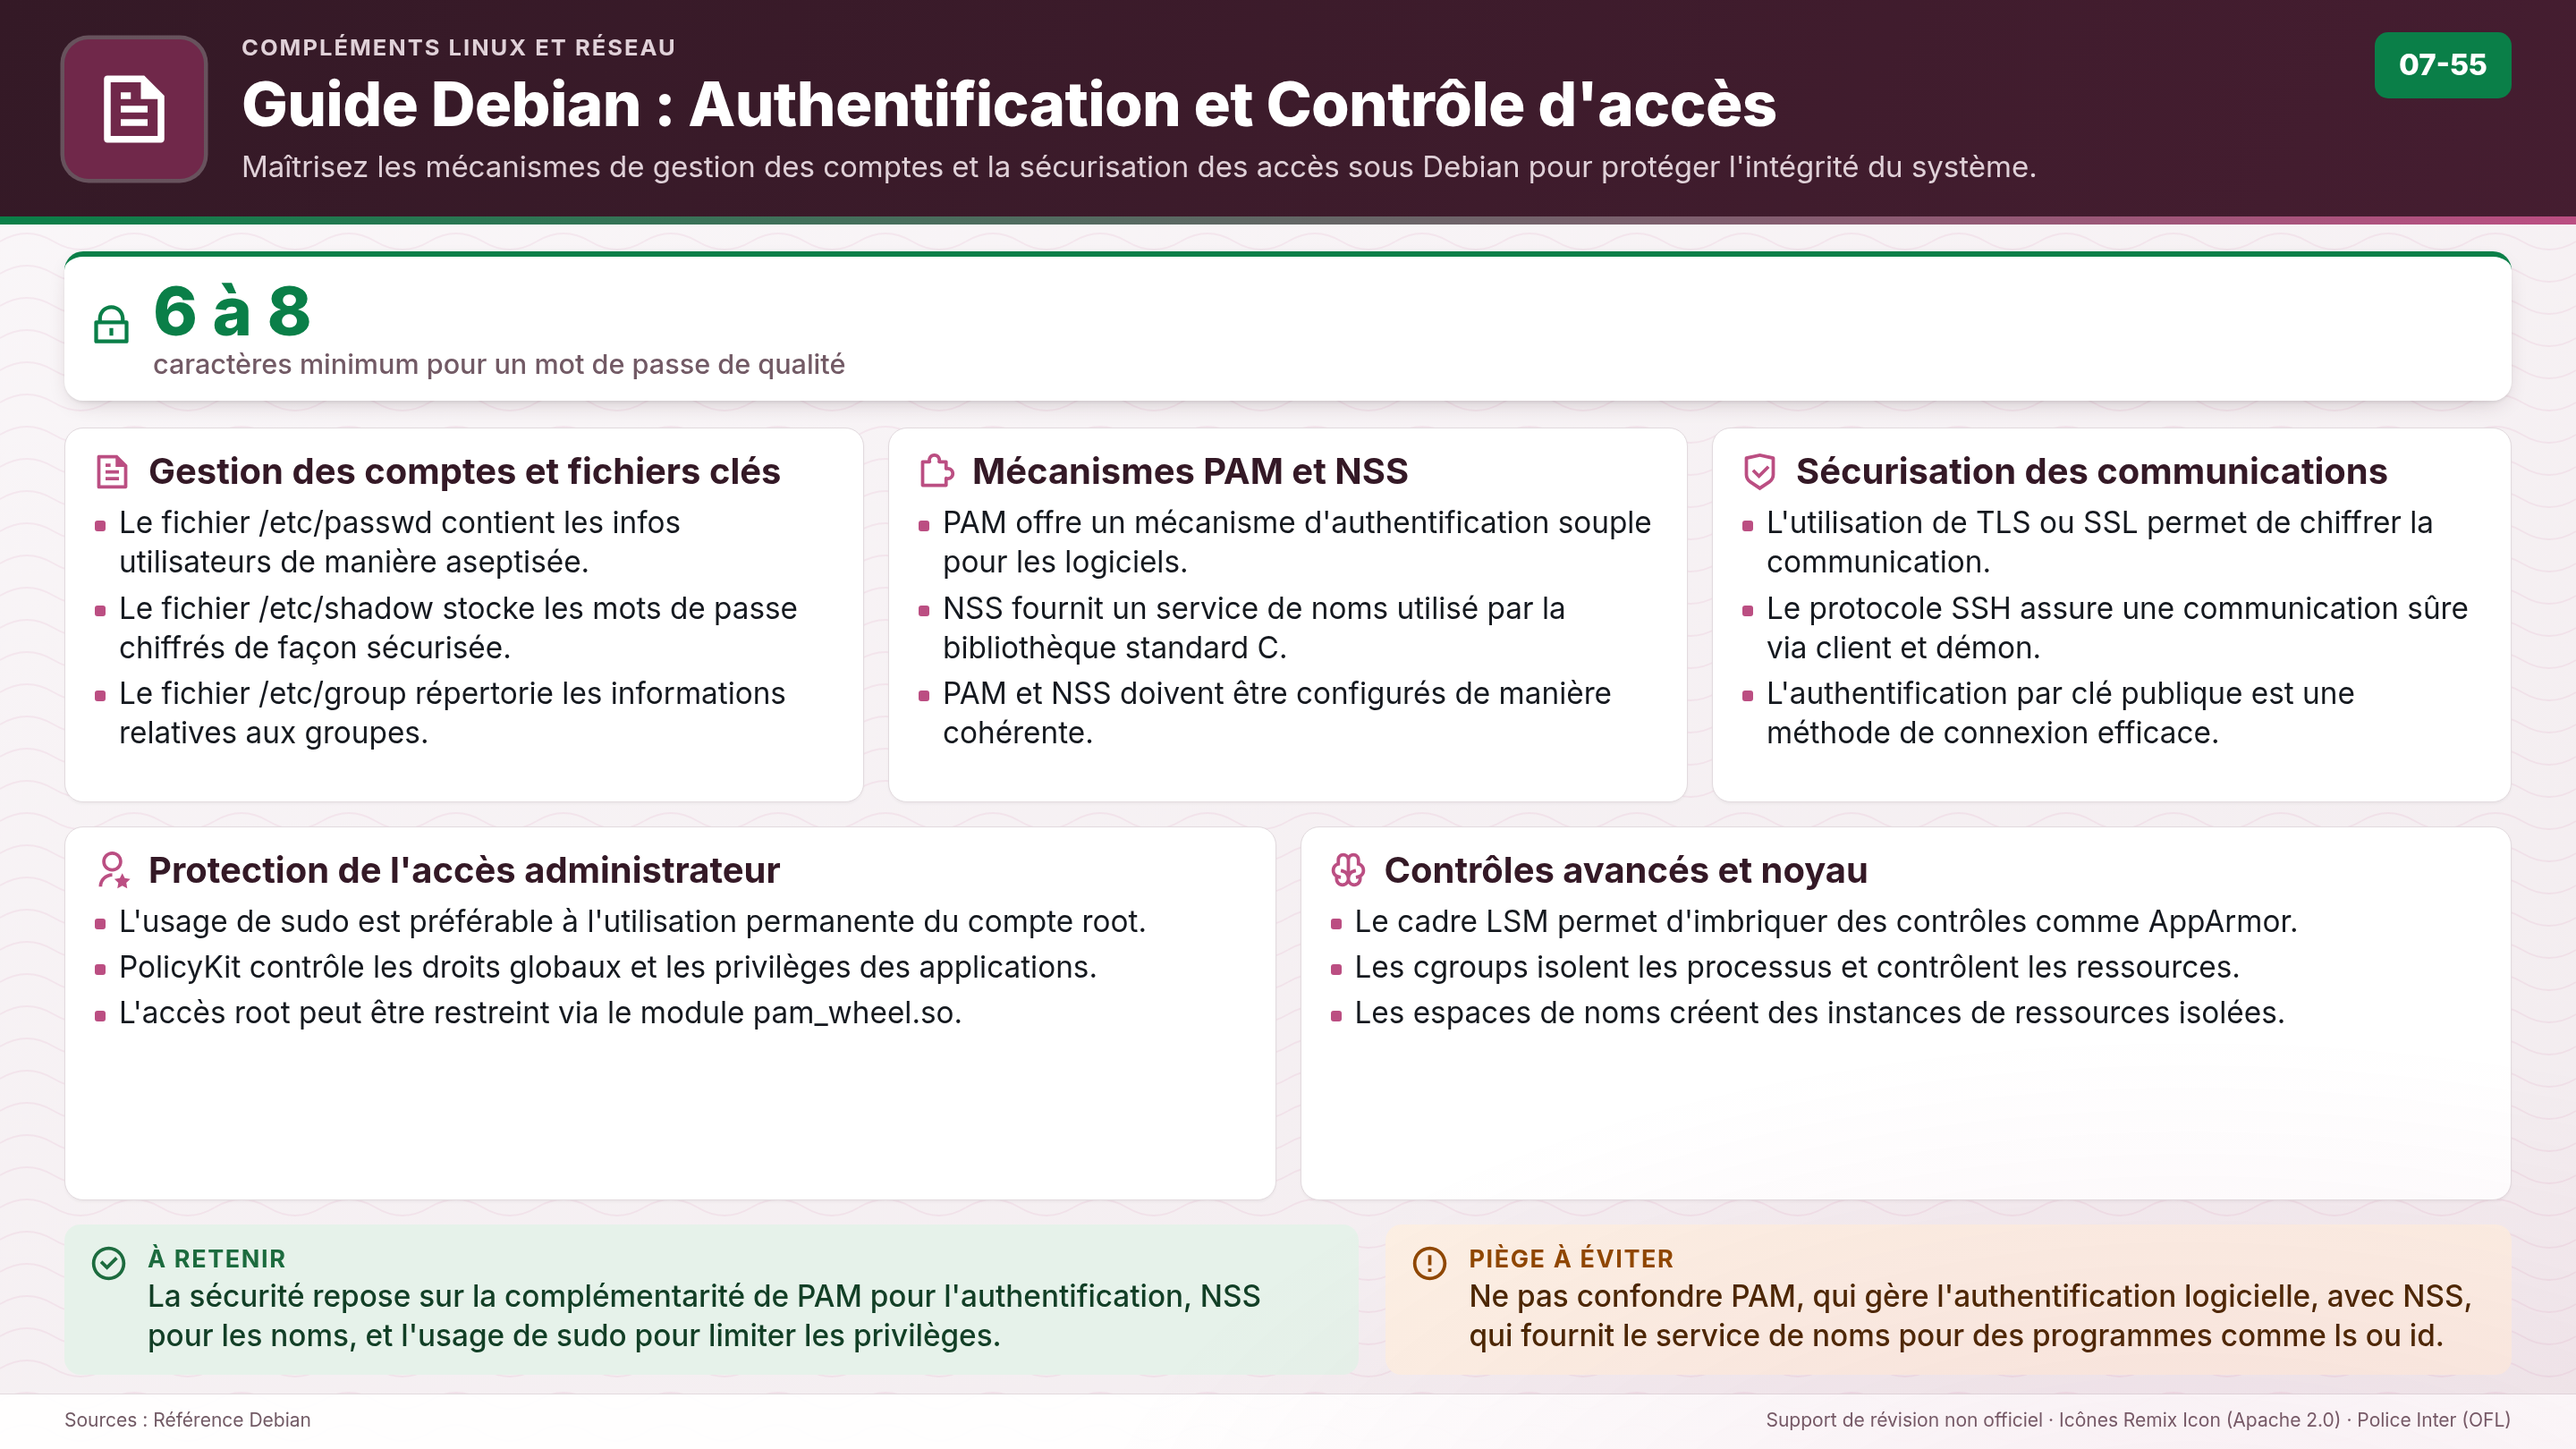 COMPLÉMENTS LINUX ET RÉSEAU
Guide Debian : Authentification et Contrôle d'accès
Maîtrisez les mécanismes de gestion des comptes et la sécurisation des accès sous Debian pour protéger l'intégrité du système.
07-55
6 à 8
caractères minimum pour un mot de passe de qualité
Gestion des comptes et fichiers clés
Le fichier /etc/passwd contient les infos
utilisateurs de manière aseptisée.
Le fichier /etc/shadow stocke les mots de passe
chiffrés de façon sécurisée.
Le fichier /etc/group répertorie les informations
relatives aux groupes.
Mécanismes PAM et NSS
PAM offre un mécanisme d'authentification souple
pour les logiciels.
NSS fournit un service de noms utilisé par la
bibliothèque standard C.
PAM et NSS doivent être configurés de manière
cohérente.
Sécurisation des communications
L'utilisation de TLS ou SSL permet de chiffrer la
communication.
Le protocole SSH assure une communication sûre
via client et démon.
L'authentification par clé publique est une
méthode de connexion efficace.
Protection de l'accès administrateur
L'usage de sudo est préférable à l'utilisation permanente du compte root.
PolicyKit contrôle les droits globaux et les privilèges des applications.
L'accès root peut être restreint via le module pam_wheel.so.
Contrôles avancés et noyau
Le cadre LSM permet d'imbriquer des contrôles comme AppArmor.
Les cgroups isolent les processus et contrôlent les ressources.
Les espaces de noms créent des instances de ressources isolées.
À RETENIR
La sécurité repose sur la complémentarité de PAM pour l'authentification, NSS
pour les noms, et l'usage de sudo pour limiter les privilèges.
PIÈGE À ÉVITER
Ne pas confondre PAM, qui gère l'authentification logicielle, avec NSS,
qui fournit le service de noms pour des programmes comme ls ou id.
Sources : Référence Debian
Support de révision non officiel · Icônes Remix Icon (Apache 2.0) · Police Inter (OFL)